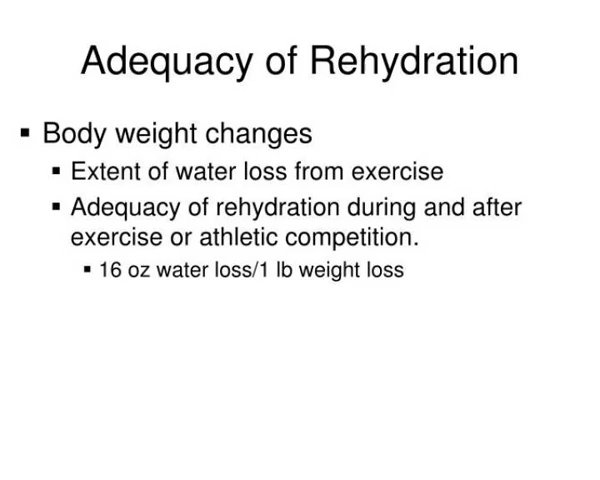 Adequacy of Rehydration
▪ Body weight changes
▪ Extent of water loss from exercise
▪ Adequacy of rehydration during and after
exercise or athletic competition.
▪ 16 oz water loss/1 lb weight loss